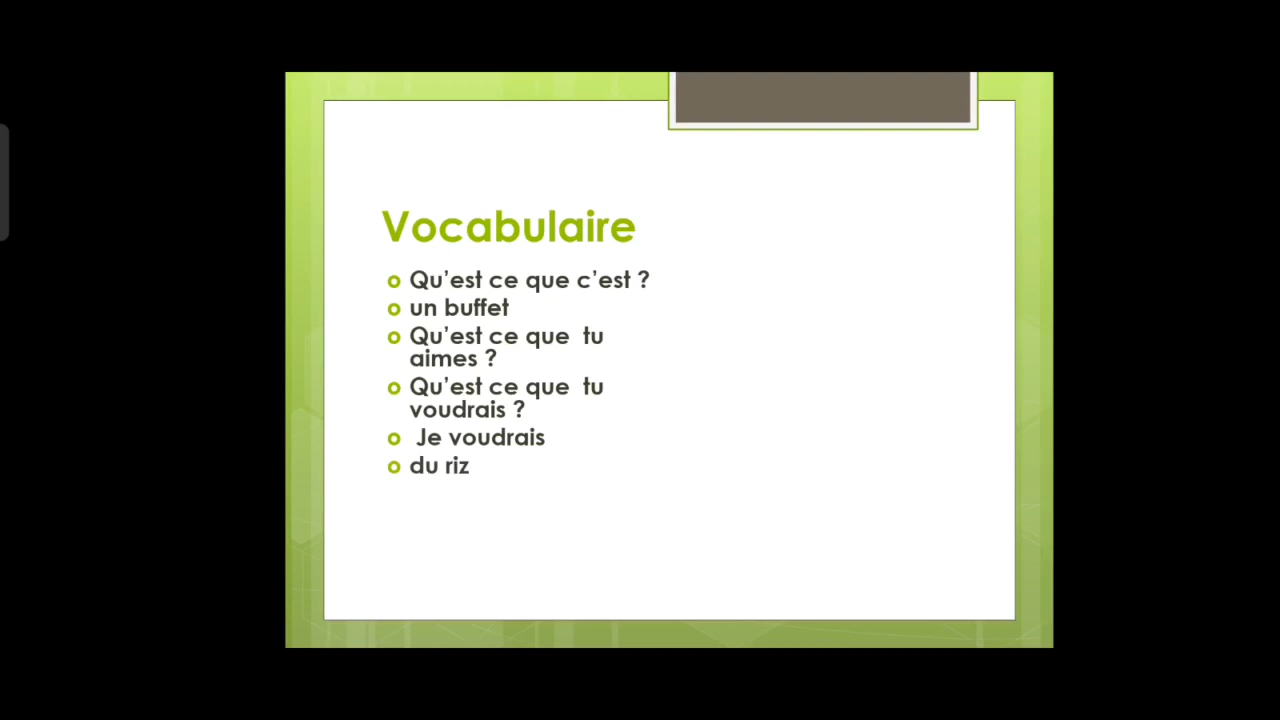 Vocabulaire
Qu’est ce que c’est ?
un buffet
Qu’est ce que  tu
aimes ?
Qu’est ce que  tu
voudrais ?
Je voudrais
du riz